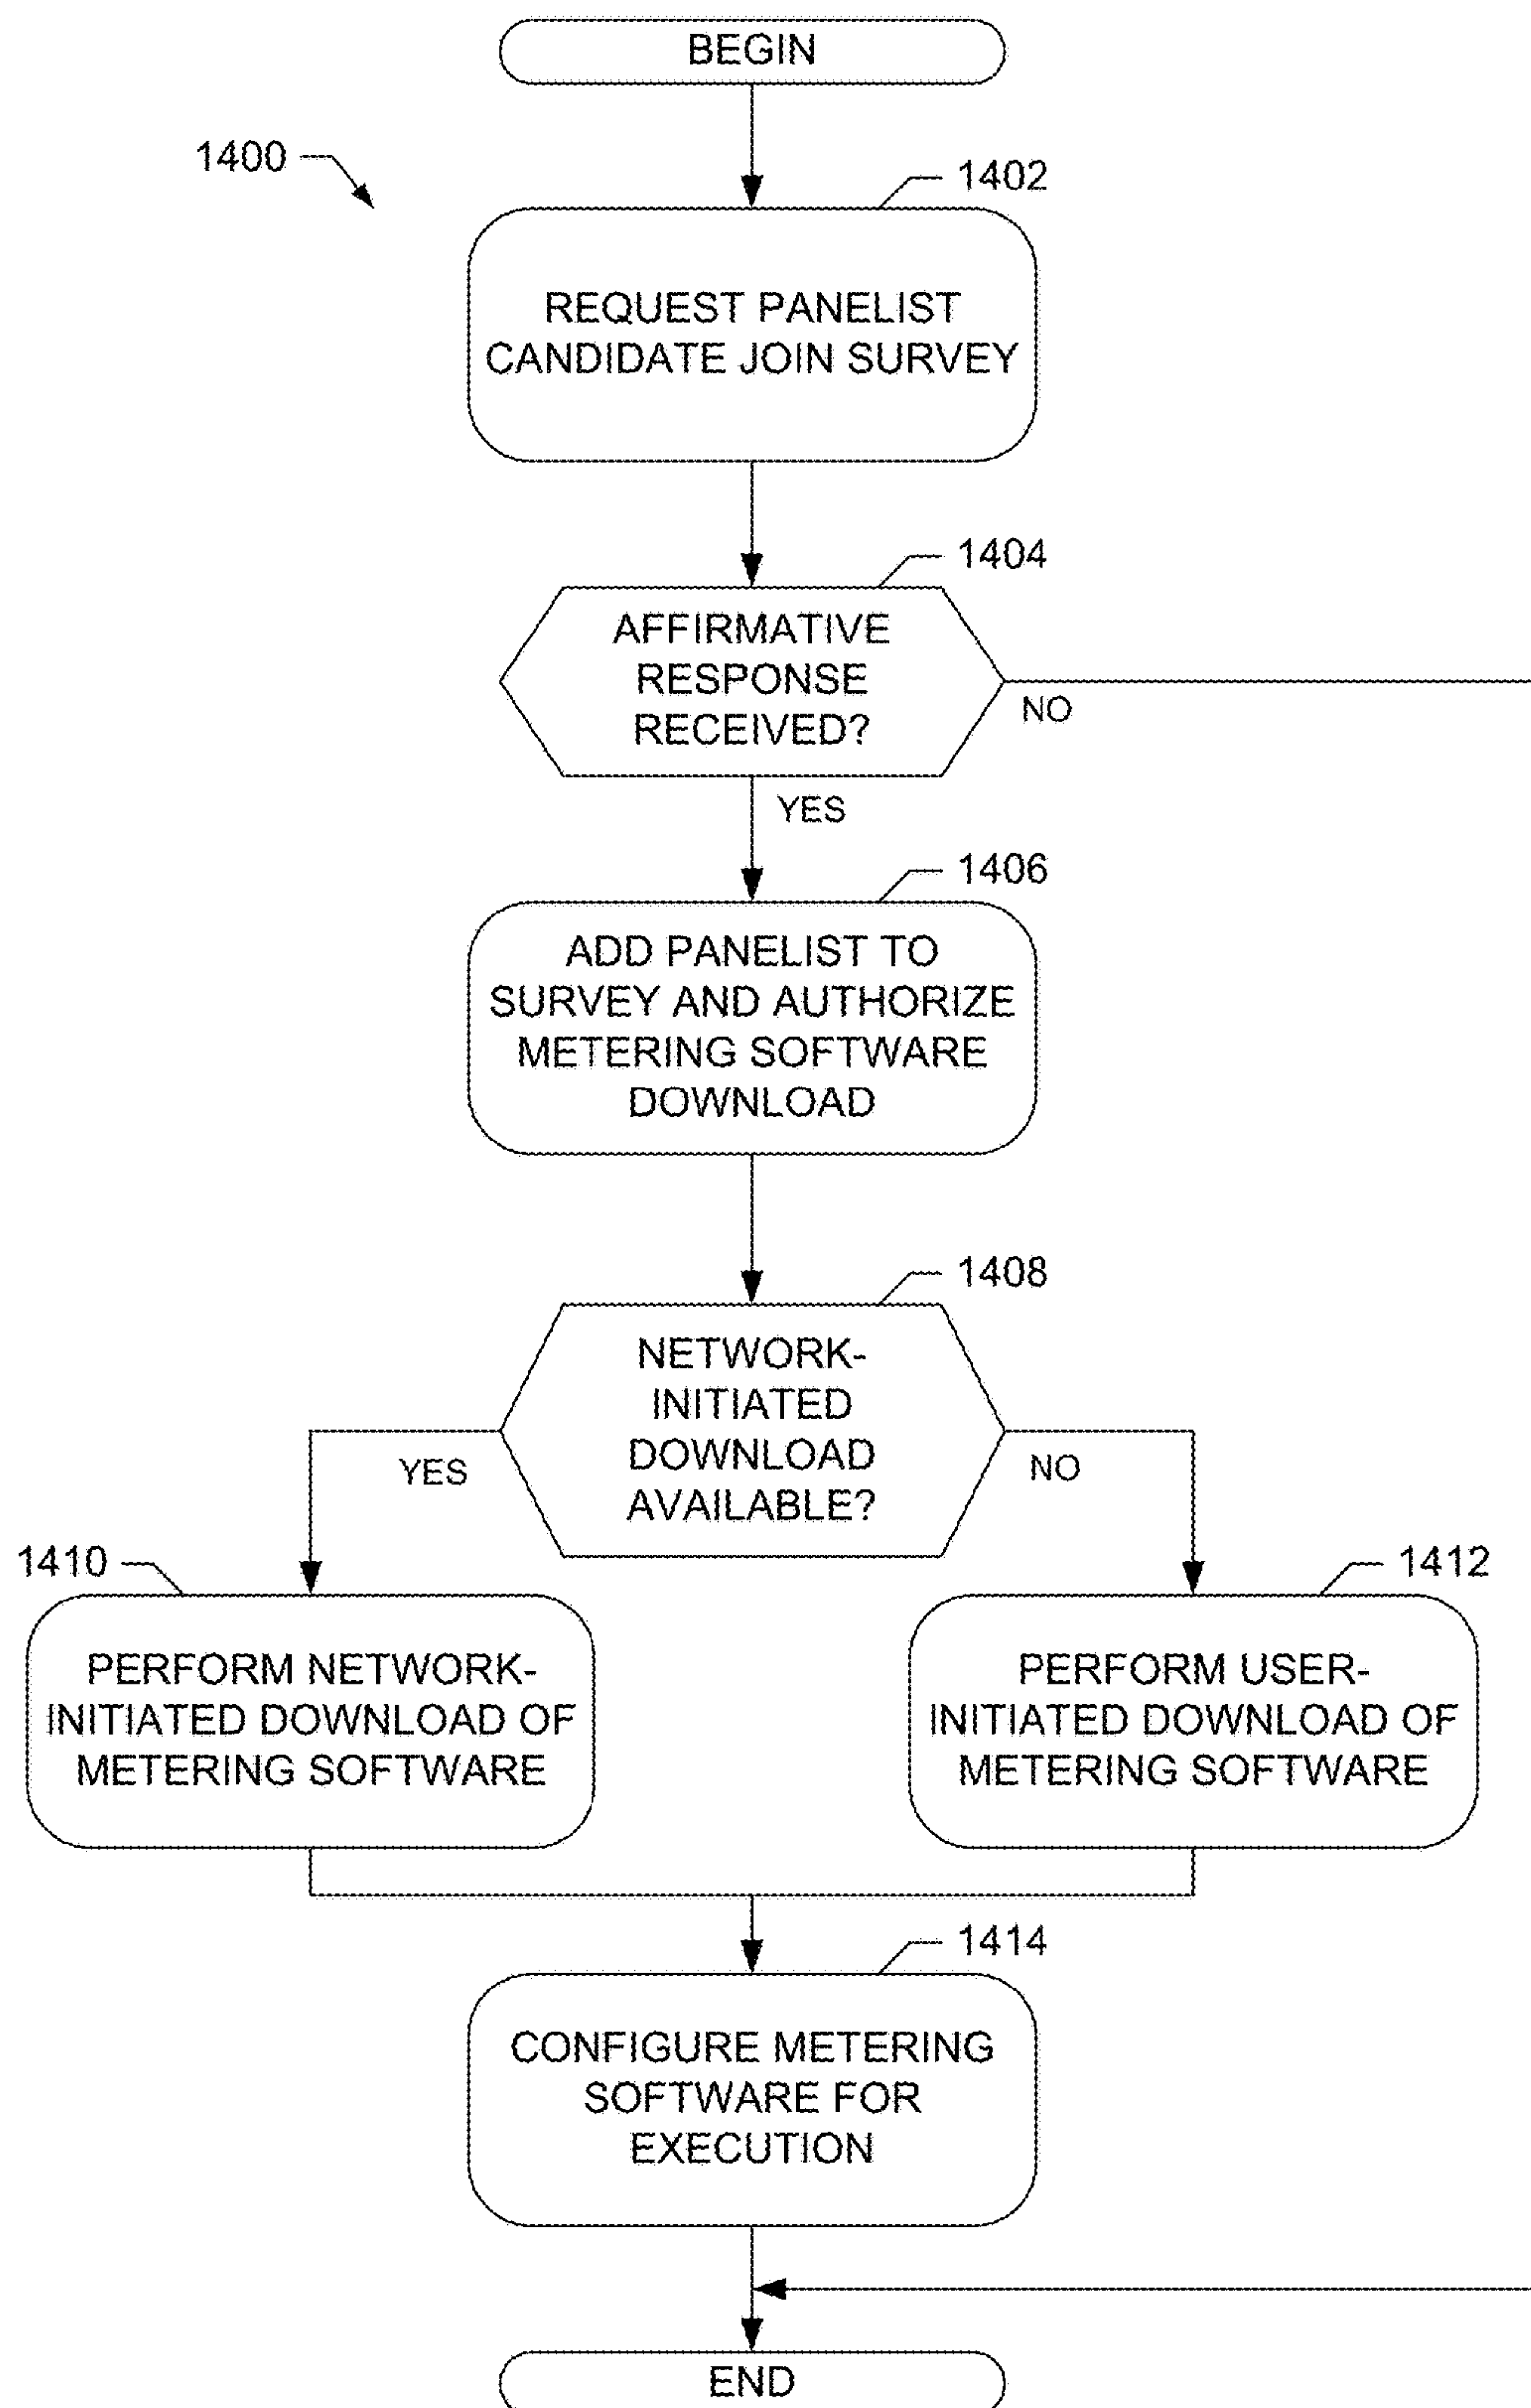 BEGIN
1400
1402
REQUEST PANELIST
CANDIDATE JOIN SURVEY
1404
AFFIRMATIVE
RESPONSE
RECEIVED?
NO
YES
1406
ADD PANELIST TO
SURVEY AND AUTHORIZE
METERING SOFTWARE
DOWNLOAD
1408
NETWORK-
INITIATED
DOWNLOAD
AVAILABLE?
YES
NO
1410
PERFORM NETWORK-
INITIATED DOWNLOAD OF
METERING SOFTWARE
1412
PERFORM USER-
INITIATED DOWNLOAD OF
METERING SOFTWARE
1414
CONFIGURE METERING
SOFTWARE FOR
EXECUTION
END